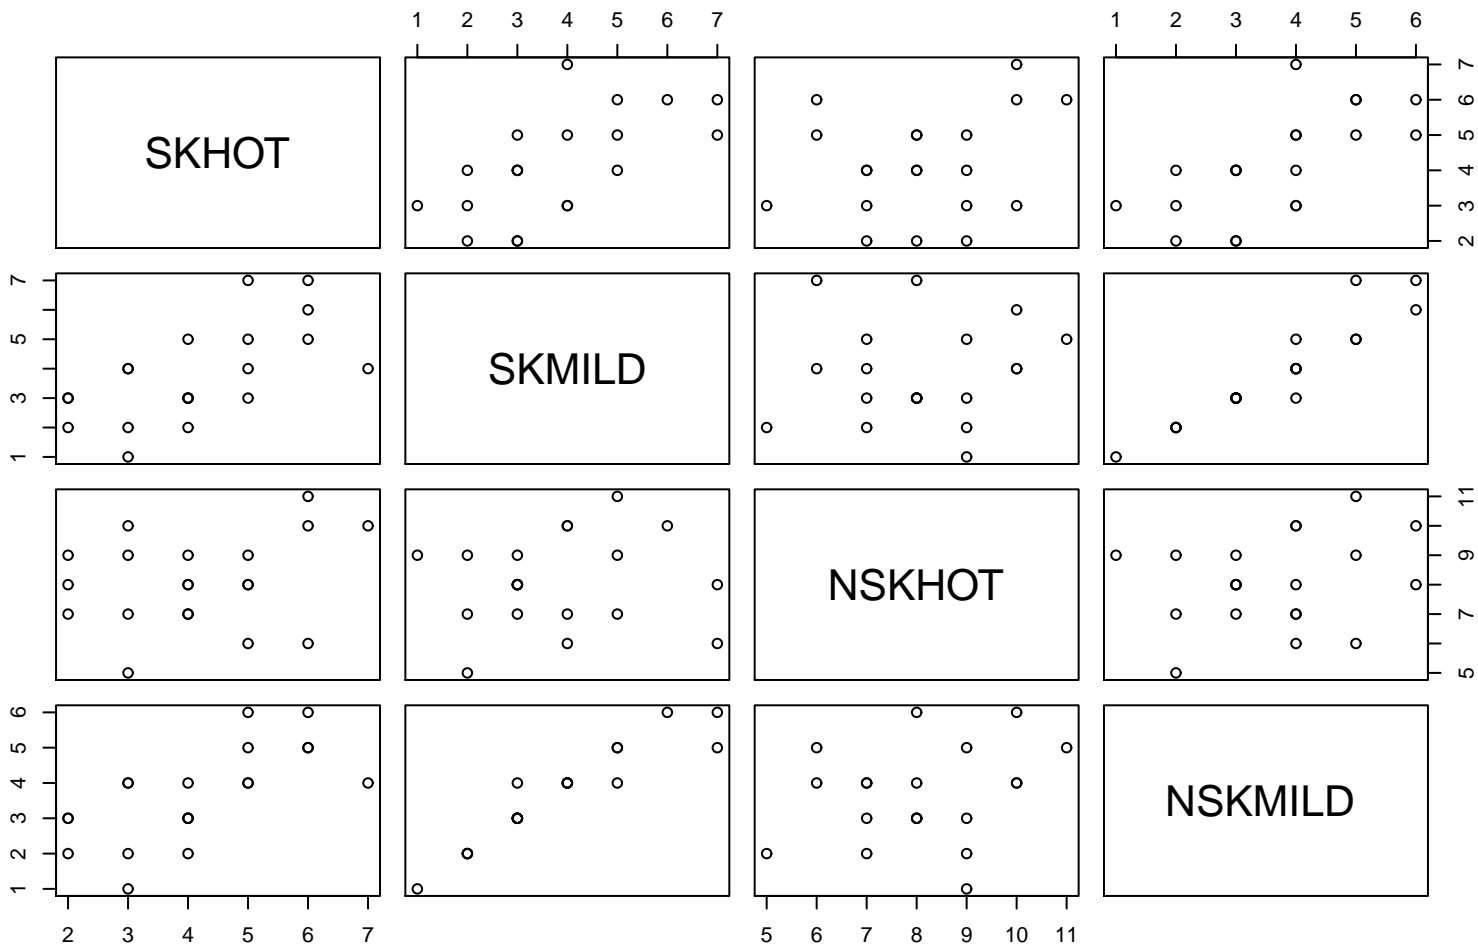 1 2 3 4 5 6 7 1 2 3 4 5 6
SKHOT
2 3 4 5 6 7
1 3 5 7
SKMILD
NSKHOT
5 7 9 11
1 2 3 4 5 6
NSKMILD
2 3 4 5 6 7 5 6 7 8 9 10 11